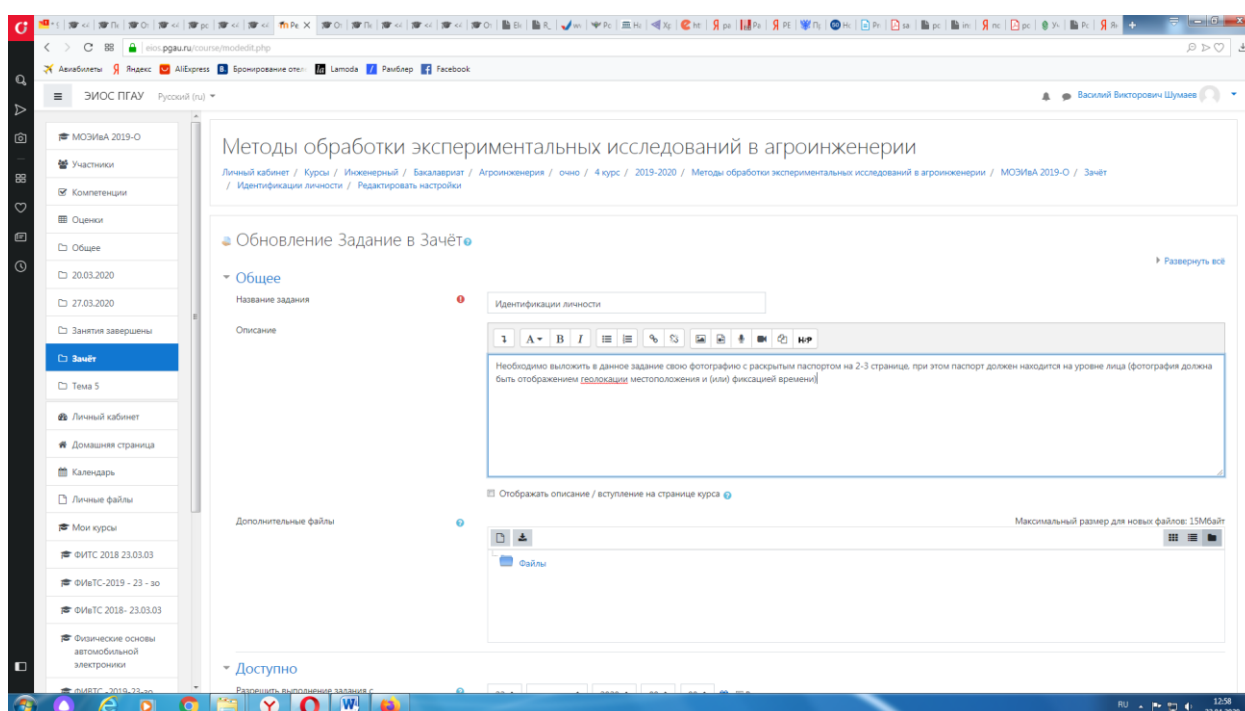 eios.pgau.ru/course/modedit.php
Авиабилеты Яндекс AliExpress Бронирование отел Lamoda Рамблер Facebook
ЭИОС ПГАУ Русский (ru)
Василий Викторович Шумаев
МОЭИвА 2019-О
Участники
Компетенции
Оценки
Общее
20.03.2020
27.03.2020
Занятия завершены
Зачёт
Тема 5
Личный кабинет
Домашняя страница
Календарь
Личные файлы
Мои курсы
ФИТС 2018 23.03.03
ФИвТС-2019 - 23 - зо
ФИвТС 2018- 23.03.03
Физические основы
автомобильной
электроники
Методы обработки экспериментальных исследований в агроинженерии
Личный кабинет / Курсы / Инженерный / Бакалавриат / Агроинженерия / очно / 4 курс / 2019-2020 / Методы обработки экспериментальных исследований в агроинженерии / МОЭИвА 2019-О / Зачёт
/ Идентификации личности / Редактировать настройки
Обновление Задание в Зачёт
Развернуть всё
Общее
Название задания
Идентификации личности
Описание
A B I H-P
Необходимо выложить в данное задание свою фотографию с раскрытым паспортом на 2-3 странице, при этом паспорт должен находится на уровне лица (фотография должна
быть отображением геолокации местоположения и (или) фиксацией времени)
Отображать описание / вступление на странице курса
Дополнительные файлы
Максимальный размер для новых файлов: 15Мбайт
Файлы
Доступно
Разрешить выполнение задания с
RU
12:58